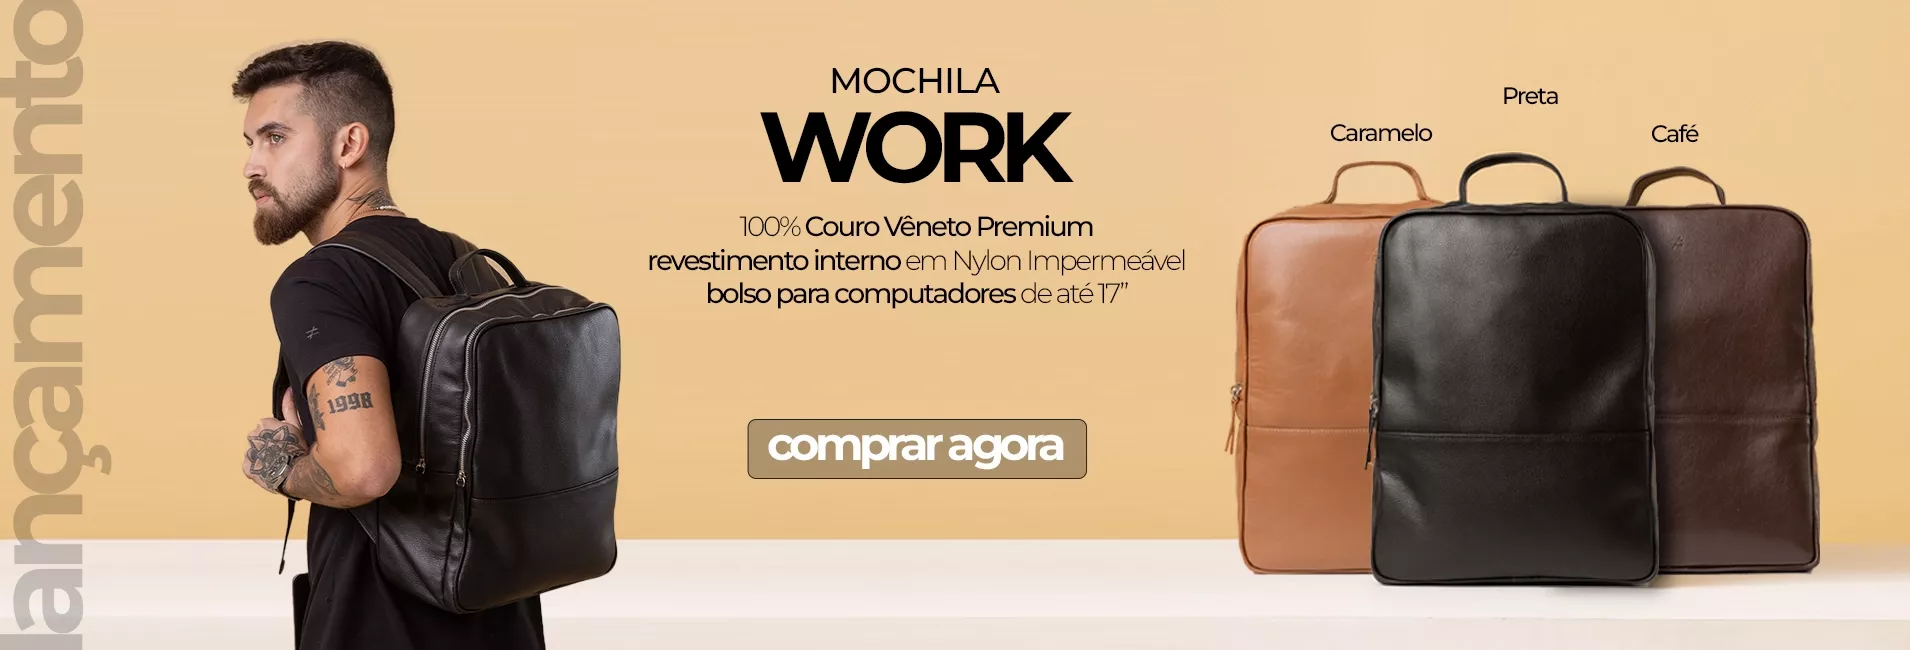 lançamento
MOCHILA
WORK
100% Couro Vêneto Premium
revestimento interno em Nylon Impermeável
bolso para computadores de até 17”
comprar agora
Preta
Caramelo
Café
≠
1998